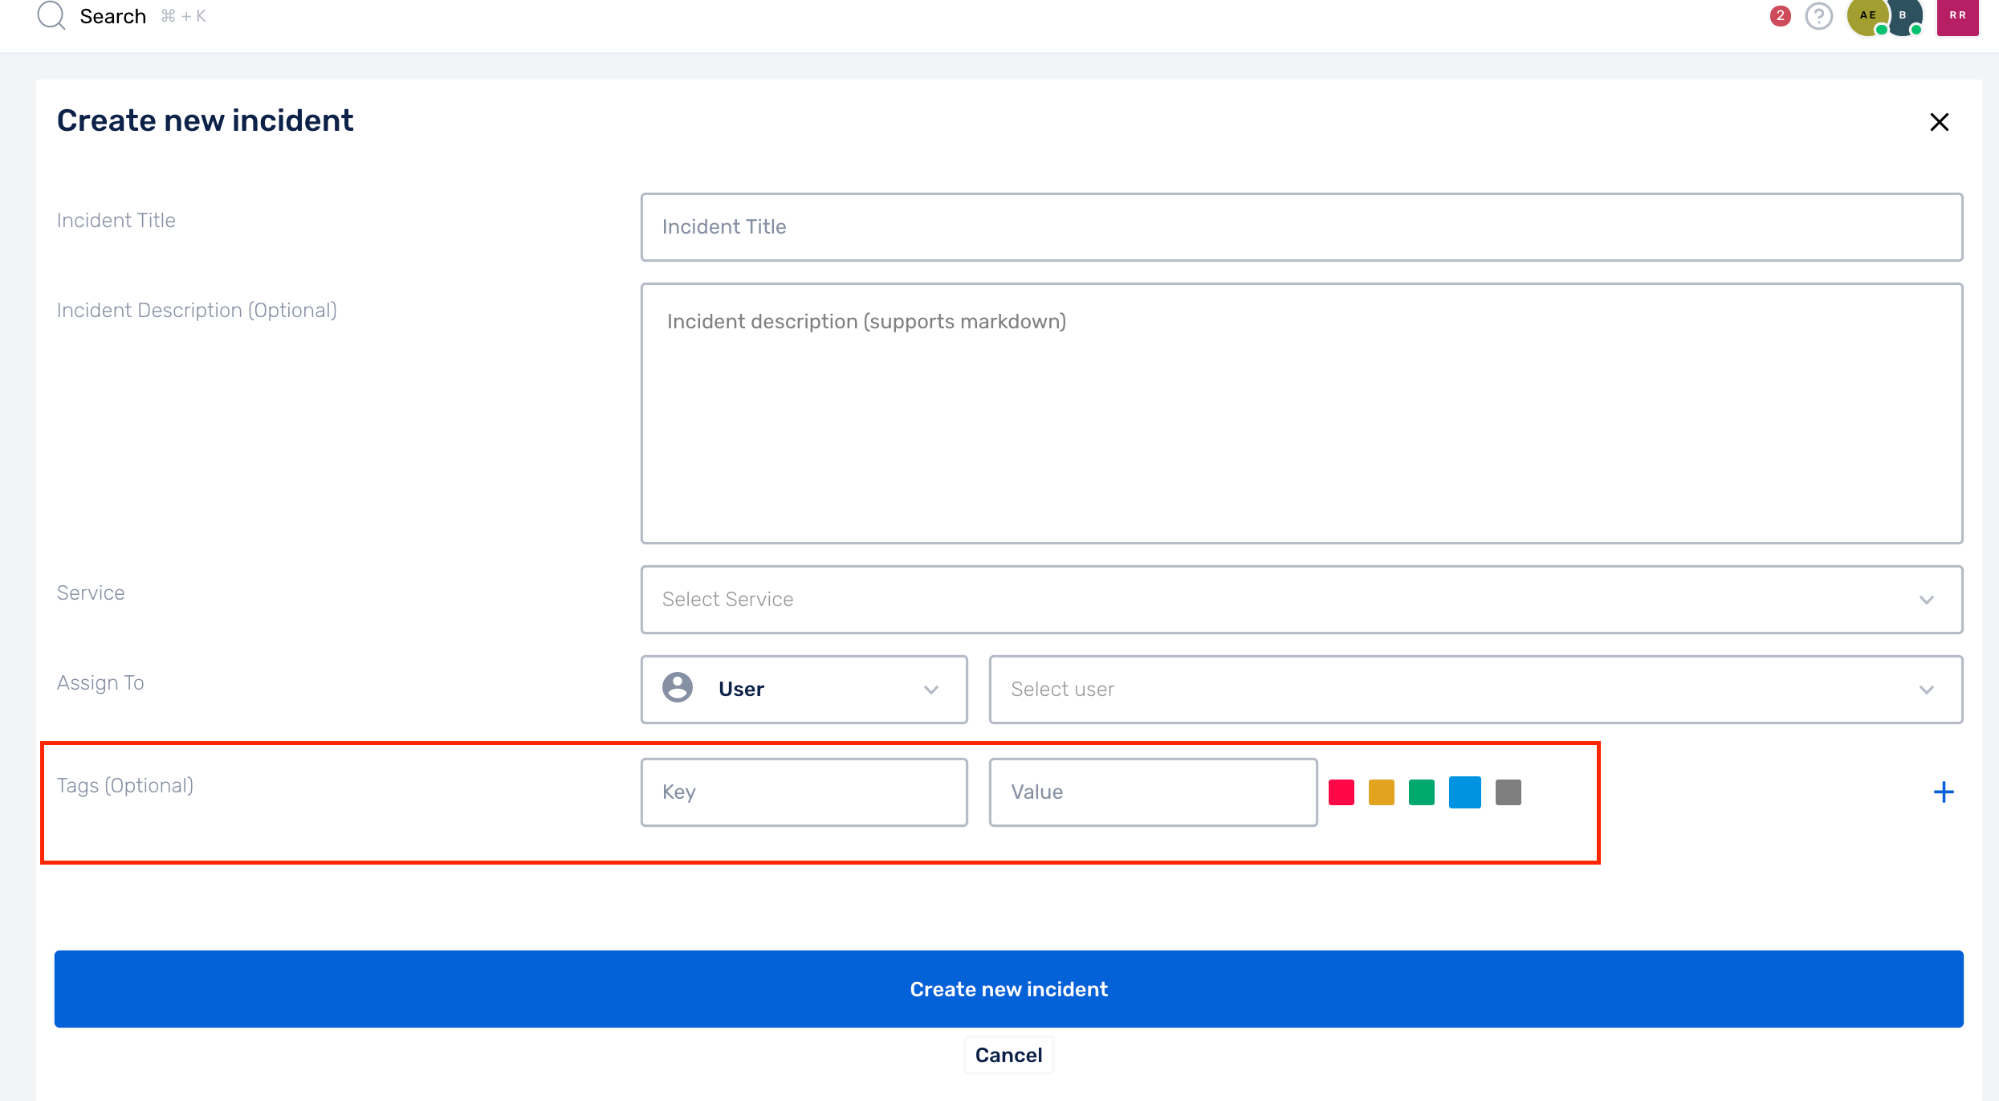 Search ⌘ + K
2 ? AE B RR
Create new incident
Incident Title
Incident Title
Incident Description (Optional)
Incident description (supports markdown)
Service
Select Service
Assign To
User
Select user
Tags (Optional)
Key
Value
Create new incident
Cancel